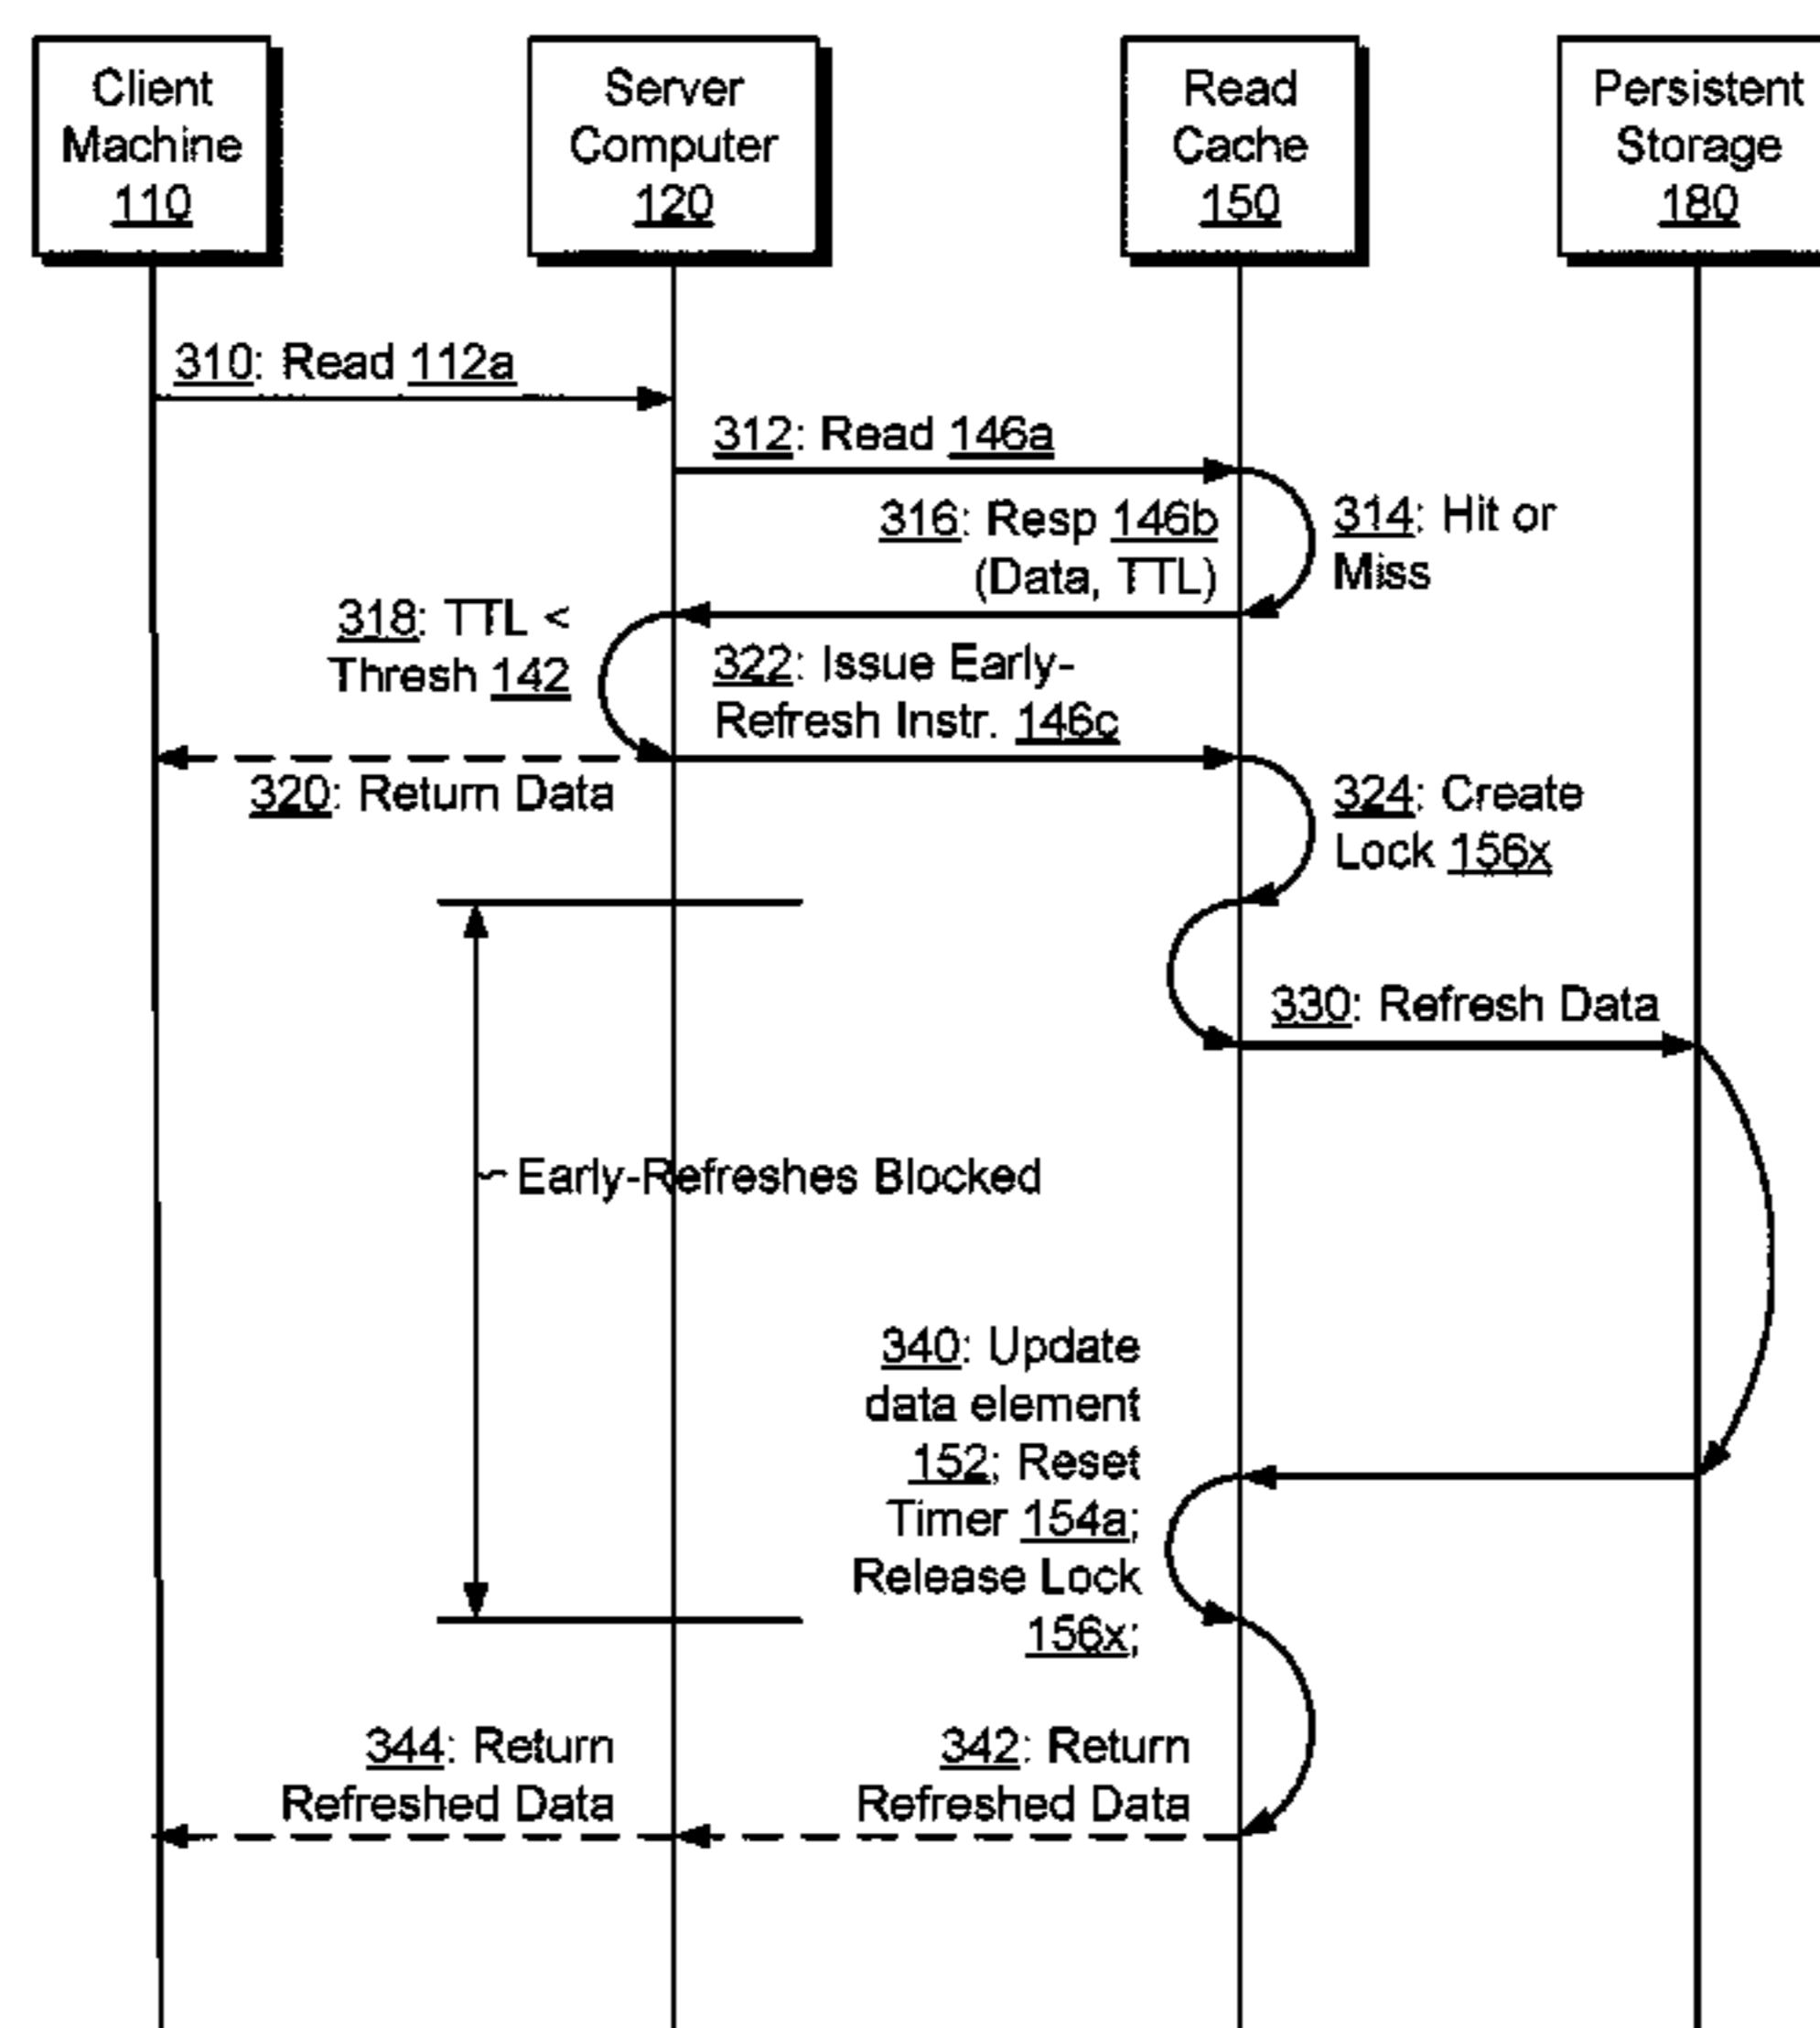 Client
Machine
110
Server
Computer
120
Read
Cache
150
Persistent
Storage
180
310: Read 112a
312: Read 146a
314: Hit or
Miss
316: Resp 146b
(Data, TTL)
318: TTL <
Thresh 142
322: Issue Early-
Refresh Instr. 146c
320: Return Data
324: Create
Lock 156x
330: Refresh Data
Early-Refreshes Blocked
340: Update
data element
152; Reset
Timer 154a;
Release Lock
156x;
344: Return
Refreshed Data
342: Return
Refreshed Data